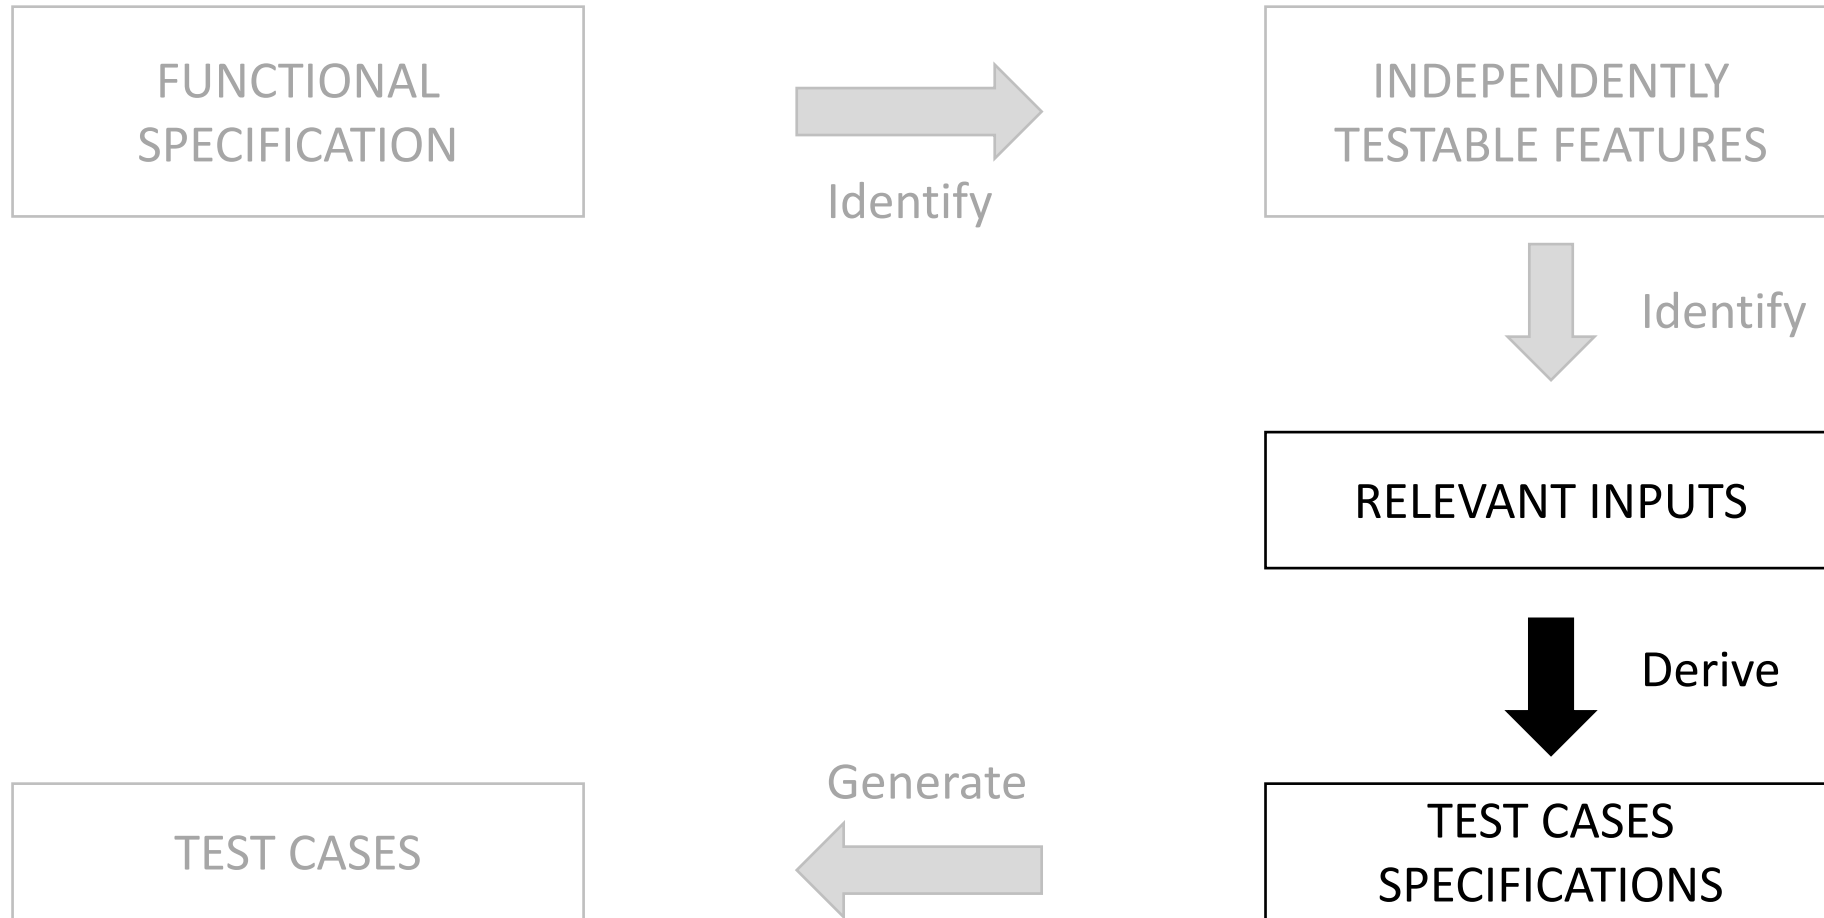 FUNCTIONAL
SPECIFICATION
Identify
INDEPENDENTLY
TESTABLE FEATURES
Identify
RELEVANT INPUTS
Derive
TEST CASES
SPECIFICATIONS
Generate
TEST CASES